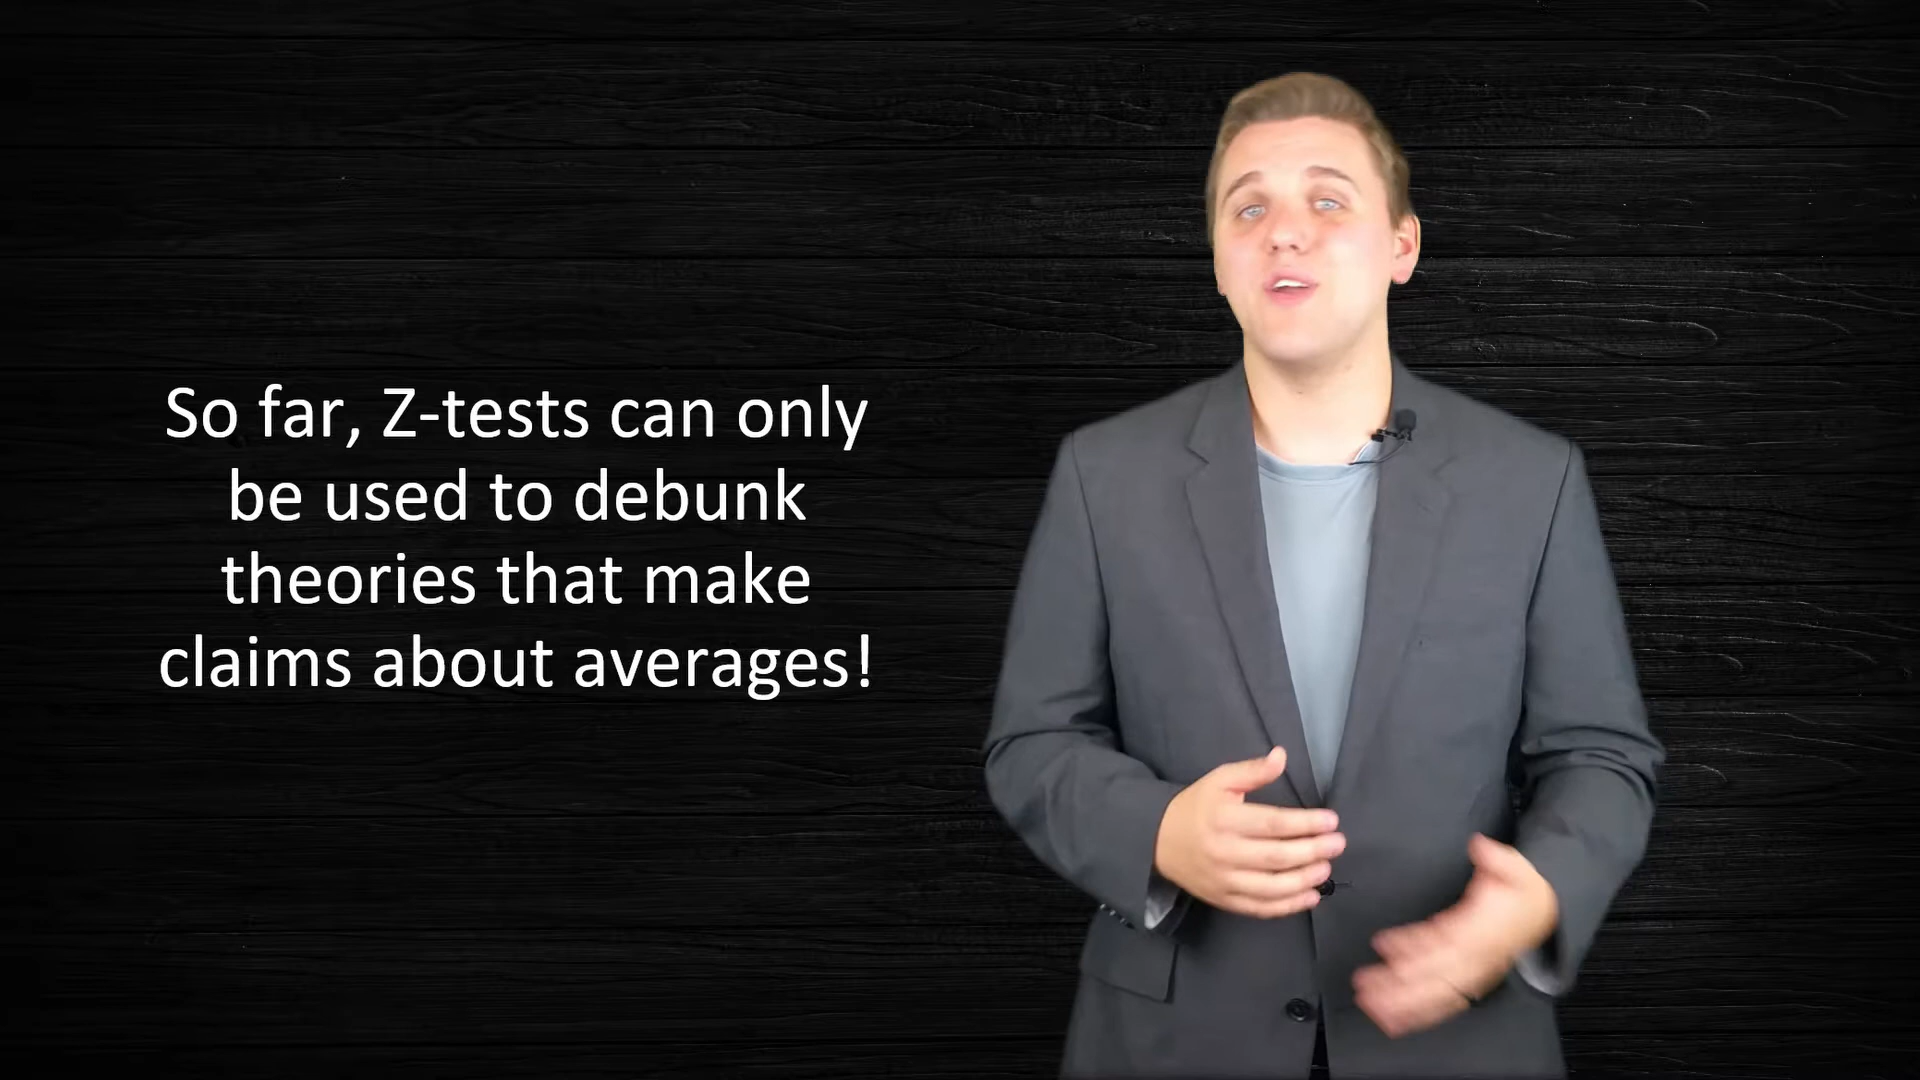 So far, Z-tests can only
be used to debunk
theories that make
claims about averages!